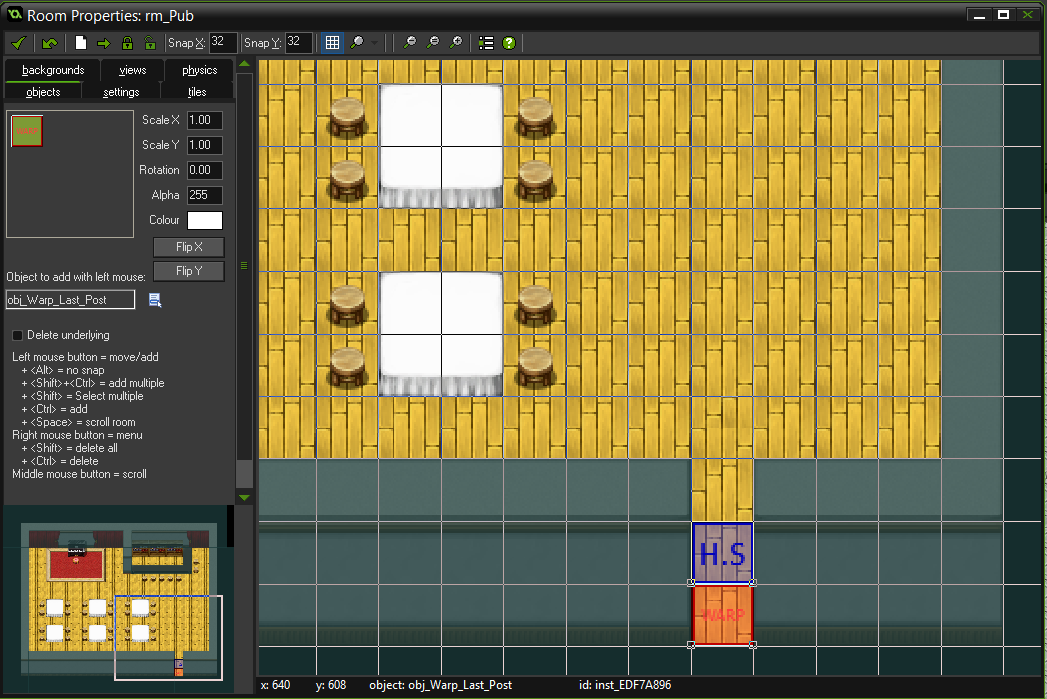 Room Properties: rm_Pub
Snap X: 32 Snap Y: 32
backgrounds views physics
objects settings tiles
WARP
Scale X 1.00
Scale Y 1.00
Rotation 0.00
Alpha 255
Colour
Flip X
Flip Y
Object to add with left mouse:
obj_Warp_Last_Post
Delete underlying
Left mouse button = move/add
+ <Alt> = no snap
+ <Shift>+<Ctrl> = add multiple
+ <Shift> = Select multiple
+ <Ctrl> = add
+ <Space> = scroll room
Right mouse button = menu
+ <Shift> = delete all
+ <Ctrl> = delete
Middle mouse button = scroll
H.S
WARP
x: 640 y: 608 object: obj_Warp_Last_Post id: inst_EDF7A896